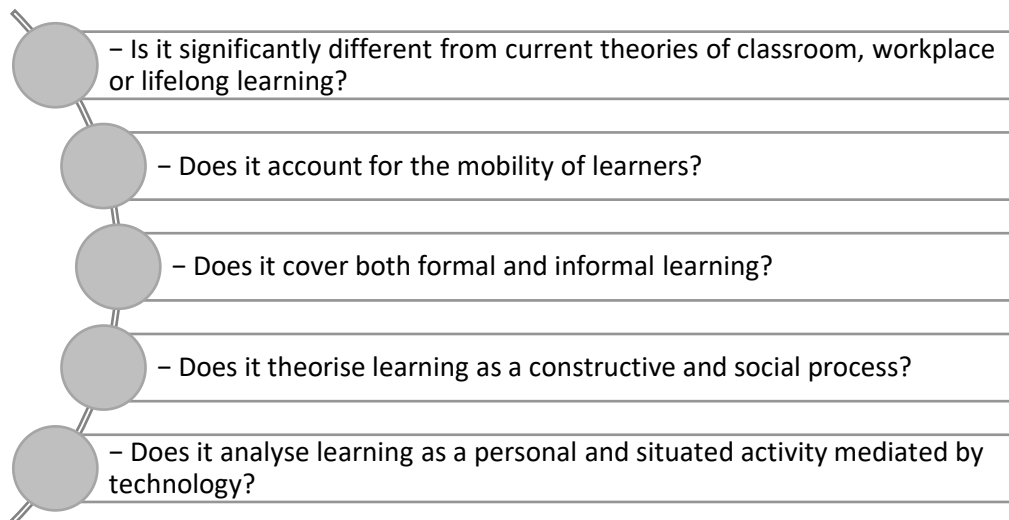 – Is it significantly different from current theories of classroom, workplace
or lifelong learning?
– Does it account for the mobility of learners?
– Does it cover both formal and informal learning?
– Does it theorise learning as a constructive and social process?
– Does it analyse learning as a personal and situated activity mediated by
technology?